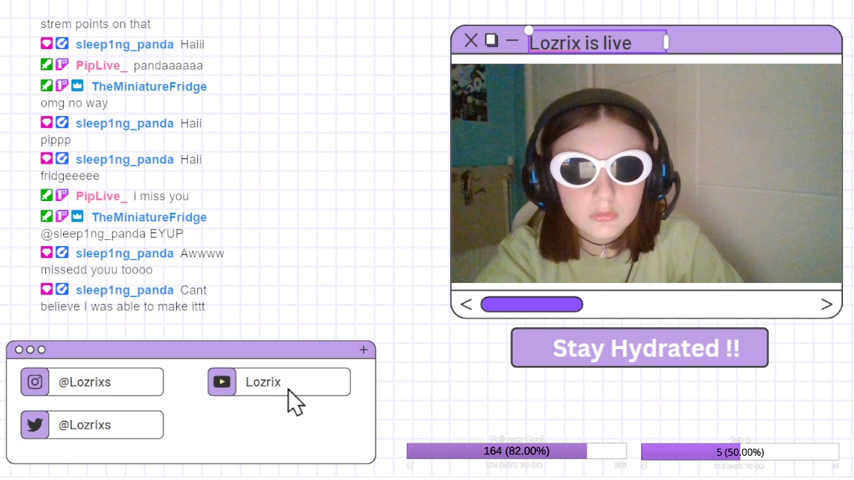 strem points on that
sleep1ng_panda Haiii
PipLive_ pandaaaaaa
TheMiniatureFridge
omg no way
sleep1ng_panda Haii
pippp
sleep1ng_panda Haii
fridgeeeee
PipLive_ i miss you
TheMiniatureFridge
@sleep1ng_panda EYUP
sleep1ng_panda Awwww
missedd youu toooo
sleep1ng_panda Cant
believe I was able to make ittt
Lozrix is live
Stay Hydrated !!
@Lozrixs
Lozrix
@Lozrixs
164 (82.00%)
5 (50.00%)